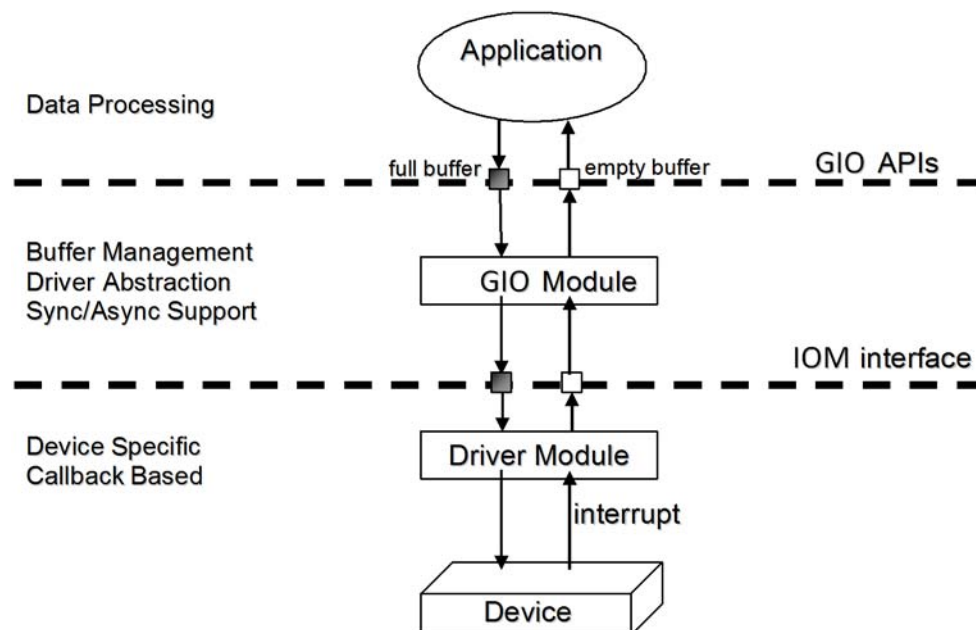 Application
Data Processing
full buffer
empty buffer
GIO APIs
Buffer Management
Driver Abstraction
Sync/Async Support
GIO Module
IOM interface
Device Specific
Callback Based
Driver Module
interrupt
Device